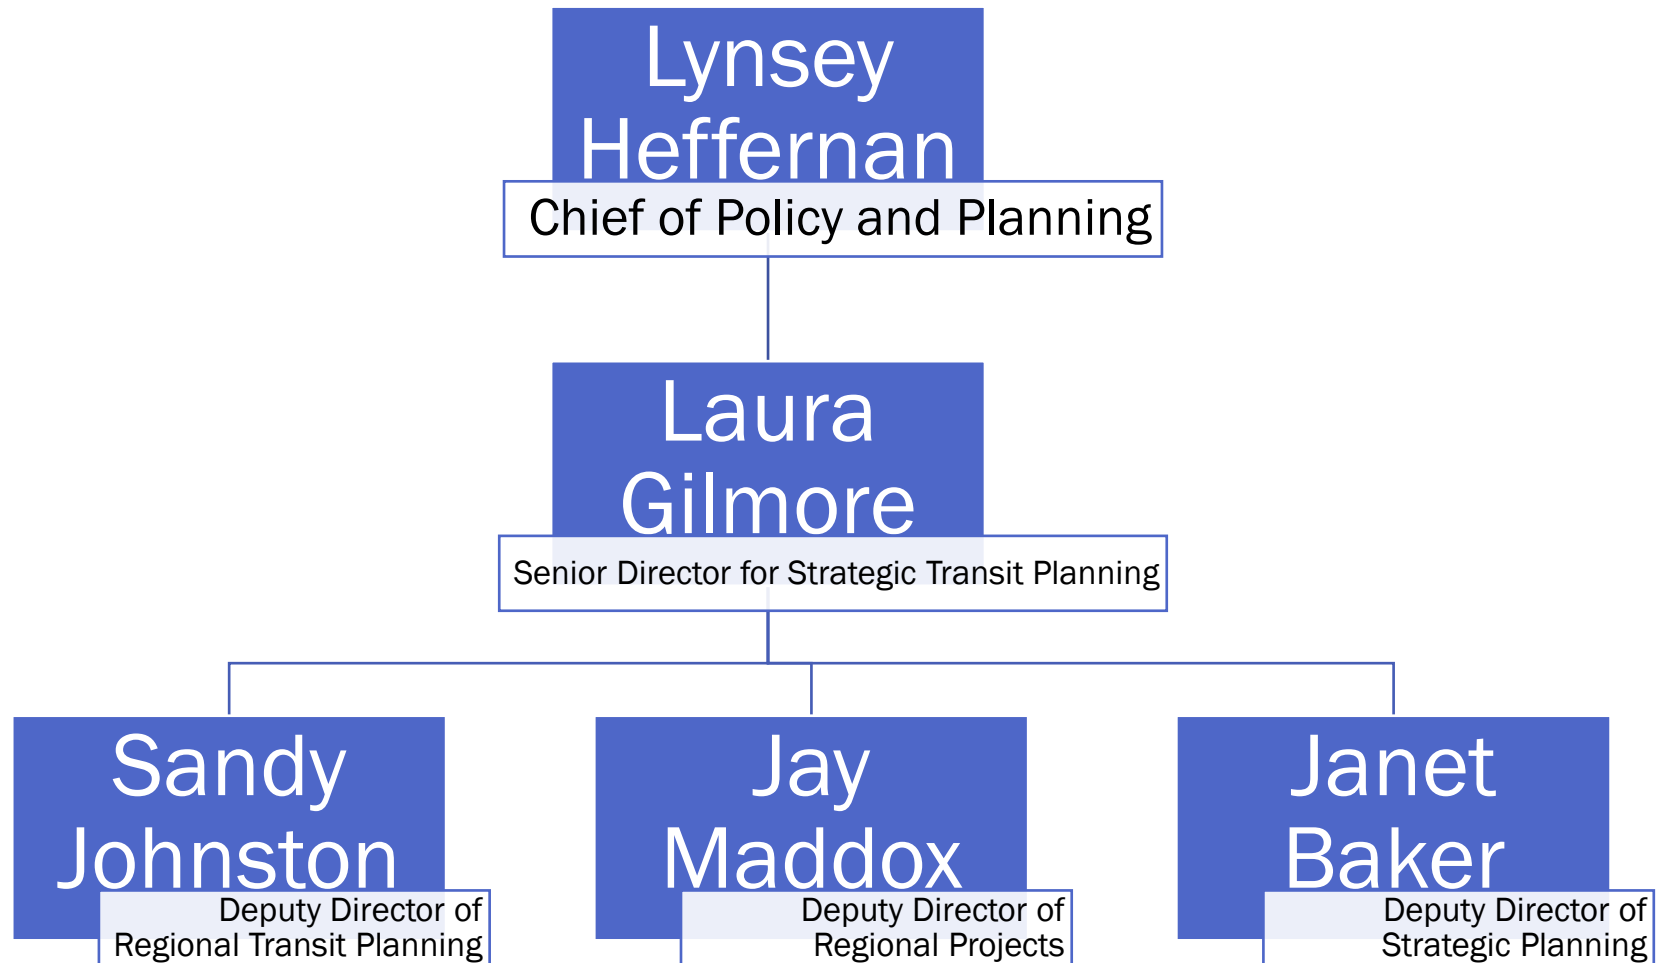 Lynsey
Heffernan
Chief of Policy and Planning
Laura
Gilmore
Senior Director for Strategic Transit Planning
Sandy
Johnston
Deputy Director of
Regional Transit Planning
Jay
Maddox
Deputy Director of
Regional Projects
Janet
Baker
Deputy Director of
Strategic Planning